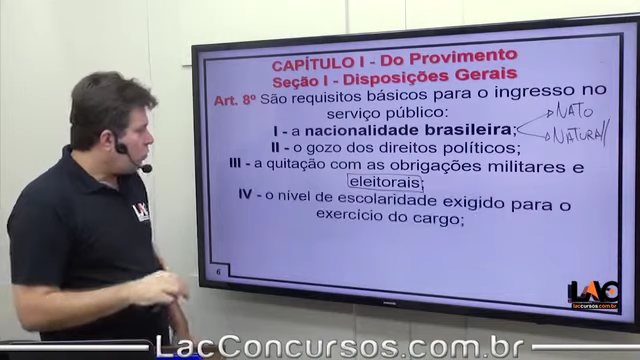 CAPÍTULO I - Do Provimento
Seção I - Disposições Gerais
Art. 8º São requisitos básicos para o ingresso no
serviço público:
I - a nacionalidade brasileira;
NATO
NATURAL//
II - o gozo dos direitos políticos;
III - a quitação com as obrigações militares e
eleitorais;
IV - o nível de escolaridade exigido para o
exercício do cargo;
6
LAC
laccursos.com.br
LacConcursos.com.br